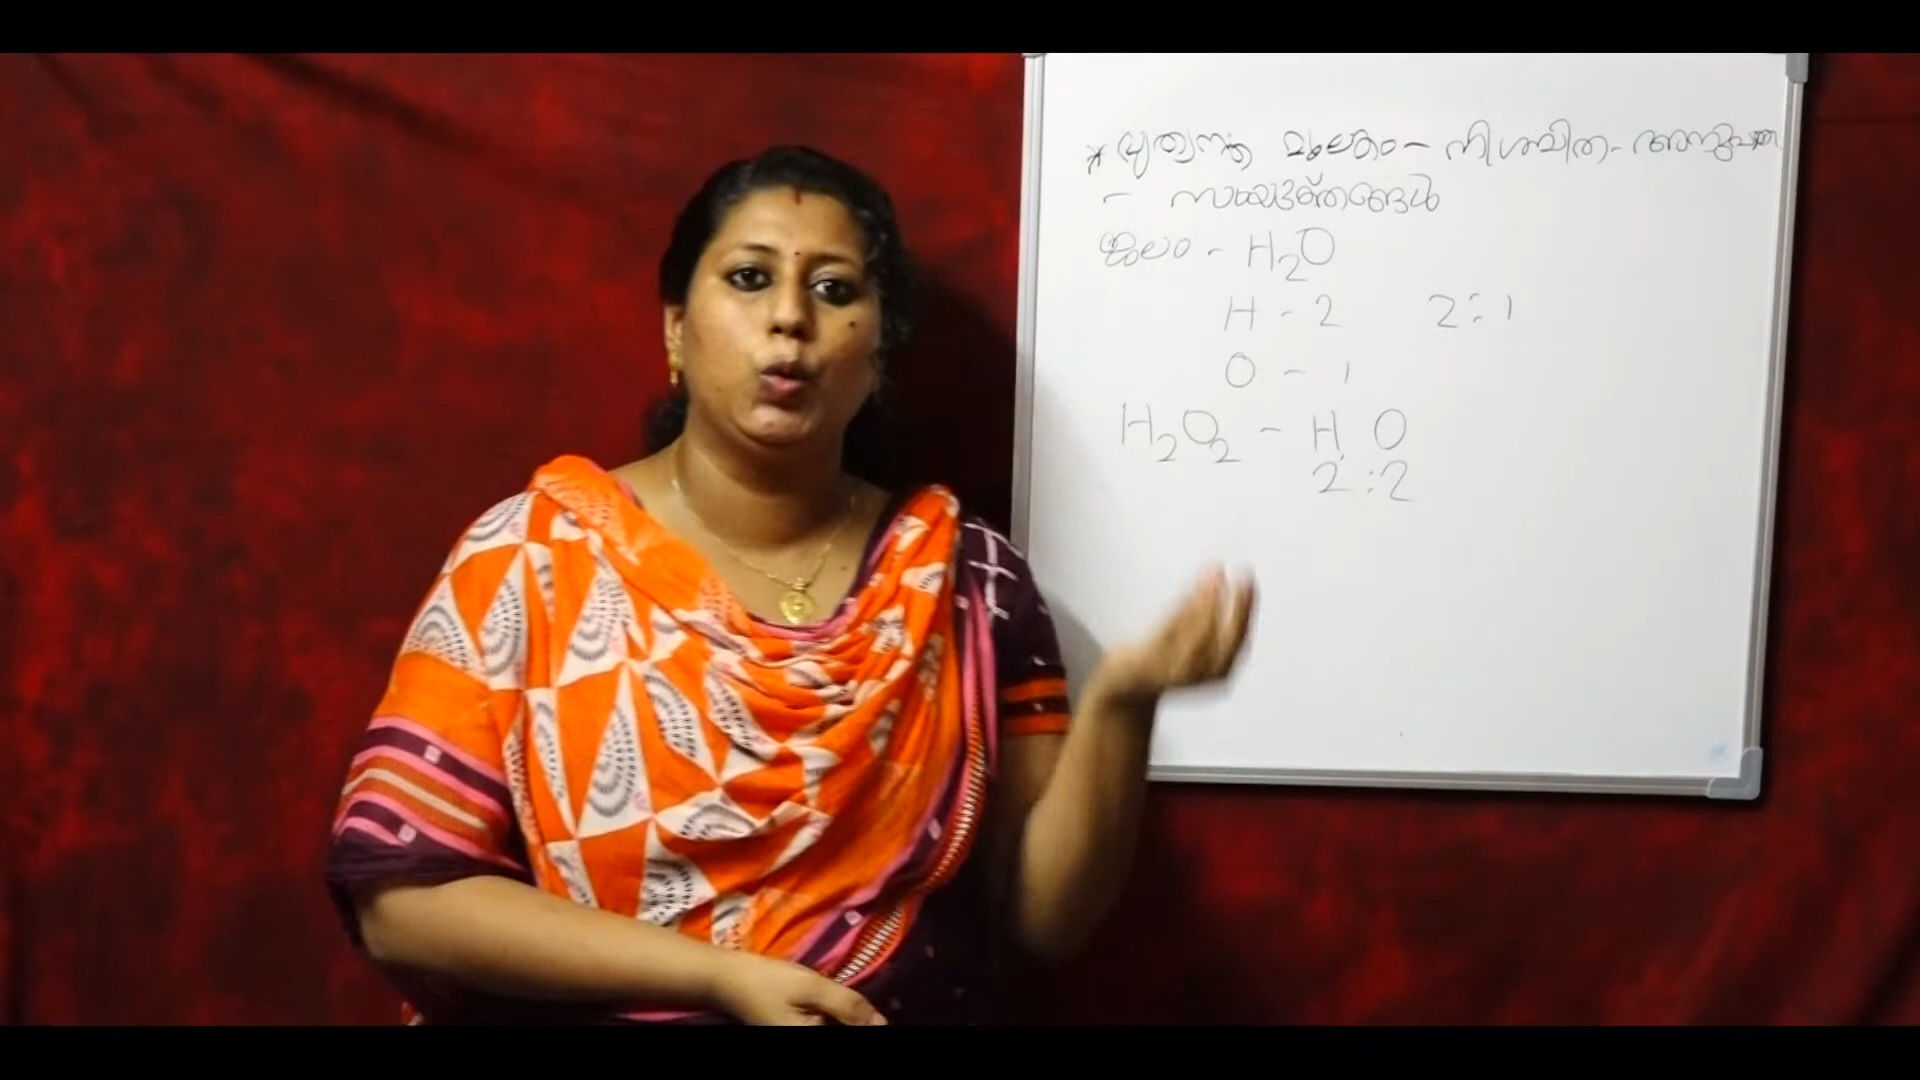 * വ്യത്യസ്ത മൂലകം - നിശ്ചിത - അനുപാത
- സംയുക്തങ്ങൾ
ജലം - H₂O
H - 2 2:1
O - 1
H₂O₂ - H O
2:2